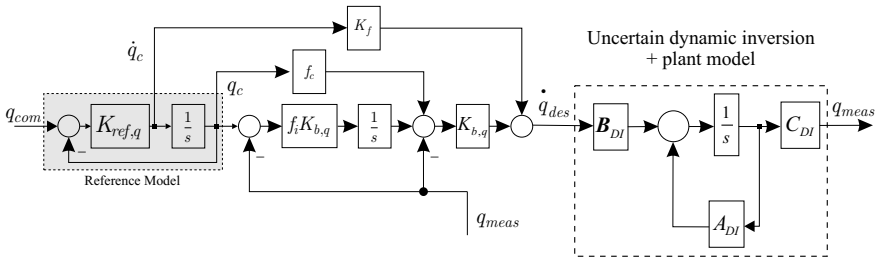 K_f
q̇_c
q_c
f_c
Uncertain dynamic inversion
+ plant model
q_com
K_ref,q
1/s
−
Reference Model
f_i K_b,q
1/s
−
−
K_b,q
q̇_des
B_DI
1/s
C_DI
q_meas
A_DI
q_meas